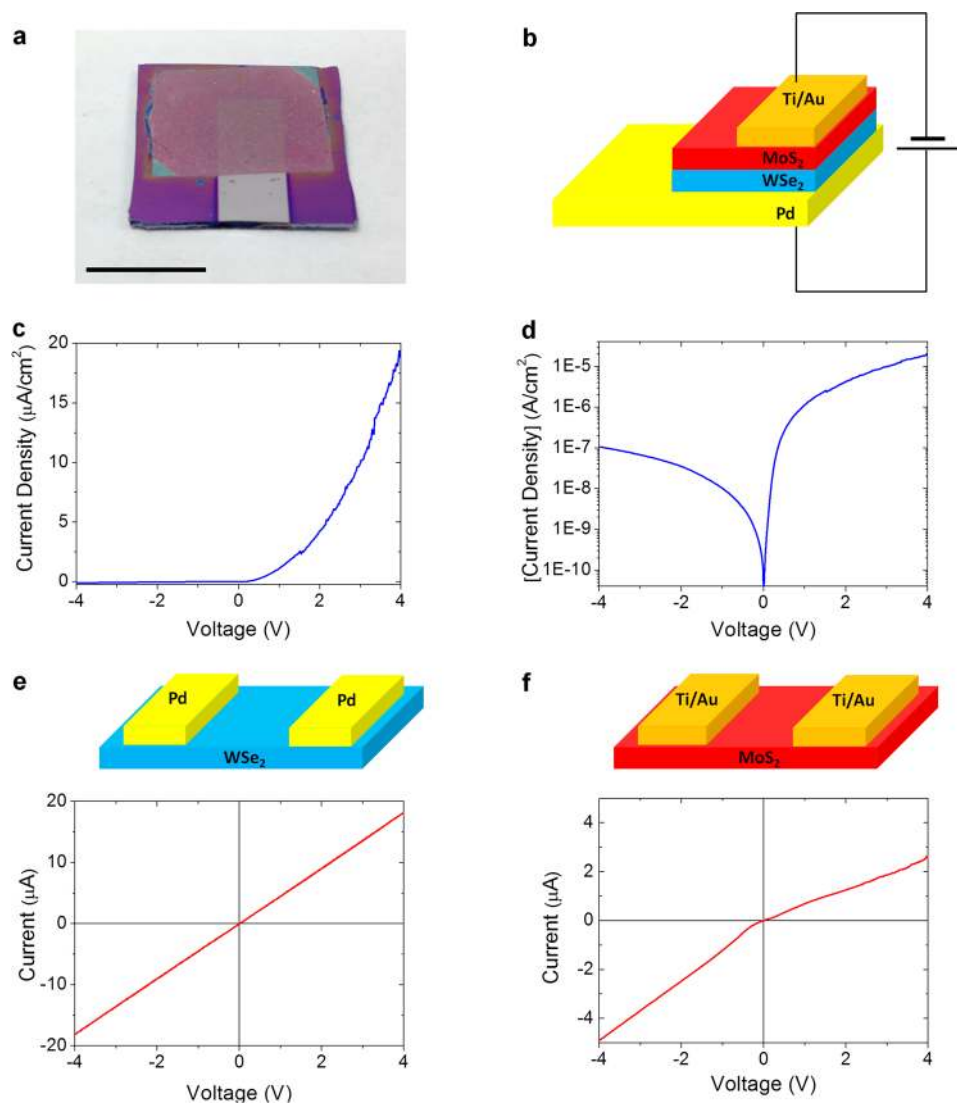 a
b
Ti/Au
MoS₂
WSe₂
Pd
c
20
15
10
5
0
-4
-2
0
2
4
Current Density (µA/cm²)
Voltage (V)
d
1E-5
1E-6
1E-7
1E-8
1E-9
1E-10
-4
-2
0
2
4
[Current Density] (A/cm²)
Voltage (V)
e
Pd
Pd
WSe₂
20
10
0
-10
-20
-4
-2
0
2
4
Current (µA)
Voltage (V)
f
Ti/Au
Ti/Au
MoS₂
4
2
0
-2
-4
-4
-2
0
2
4
Current (µA)
Voltage (V)